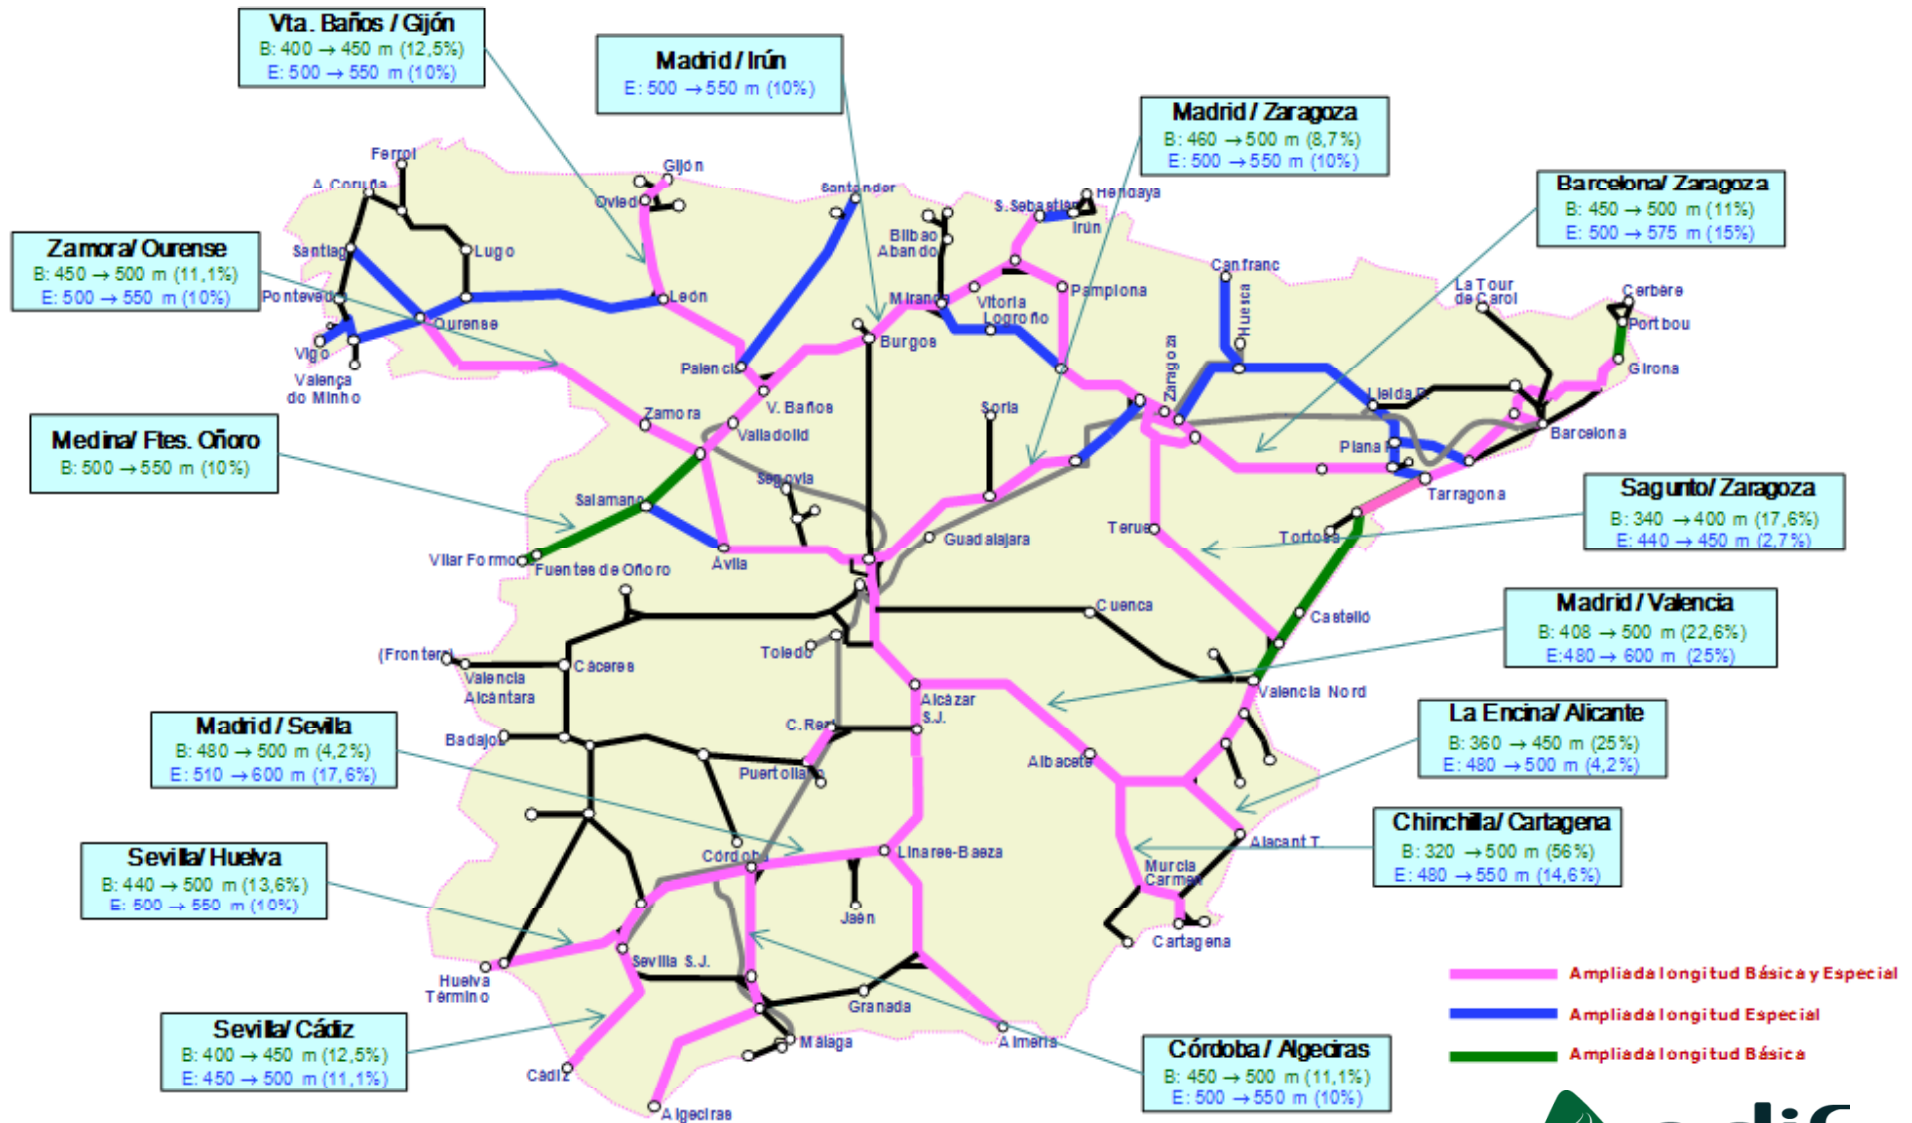 Vta. Baños / Gijón
B: 400 → 450 m (12,5%)
E: 500 → 550 m (10%)
Madrid / Irún
E: 500 → 550 m (10%)
Madrid / Zaragoza
B: 460 → 500 m (8,7%)
E: 500 → 550 m (10%)
Barcelona/ Zaragoza
B: 450 → 500 m (11%)
E: 500 → 575 m (15%)
Zamora/ Ourense
B: 450 → 500 m (11,1%)
E: 500 → 550 m (10%)
Medina/ Ftes. Oñoro
B: 500 → 550 m (10%)
Sagunto/ Zaragoza
B: 340 → 400 m (17,6%)
E: 440 → 450 m (2,7%)
Madrid / Valencia
B: 408 → 500 m (22,6%)
E:480 → 600 m (25%)
La Encina/ Alicante
B: 360 → 450 m (25%)
E: 480 → 500 m (4,2%)
Chinchilla/ Cartagena
B: 320 → 500 m (56%)
E: 480 → 550 m (14,6%)
Madrid / Sevilla
B: 480 → 500 m (4,2%)
E: 510 → 600 m (17,6%)
Sevilla/ Huelva
B: 440 → 500 m (13,6%)
E: 500 → 550 m (10%)
Sevilla/ Cádiz
B: 400 → 450 m (12,5%)
E: 450 → 500 m (11,1%)
Córdoba / Algeciras
B: 450 → 500 m (11,1%)
E: 500 → 550 m (10%)
Ferrol
A Coruña
Gijón
Oviedo
Santander
S. Sebastián
Hendaya
Irún
Bilbao
Abando
Santiago
Lugo
Pontevedra
León
Ourense
Vigo
Valença
do Minho
Miranda
Vitoria
Logroño
Pamplona
Canfranc
Huesca
La Tour
de Carol
Cerbère
Portbou
Girona
Burgos
Palencia
V. Baños
Zaragoza
Lleida P.
Zamora
Valladolid
Soria
Barcelona
Plana P.
Segovia
Salamanca
Tarragona
Guadalajara
Teruel
Tortosa
Vilar Formoso
Fuentes de Oñoro
Ávila
Cuenca
Castelló
(Frontera)
Valencia
Alcántara
Cáceres
Toledo
Alcázar
S.J.
Valencia Nord
C. Real
Badajoz
Puertollano
Albacete
Córdoba
Linares-Baeza
Alacant T.
Murcia
Carmen
Jaén
Cartagena
Sevilla S.J.
Huelva
Término
Granada
Málaga
Almería
Cádiz
Algeciras
Ampliada longitud Básica y Especial
Ampliada longitud Especial
Ampliada longitud Básica
adif